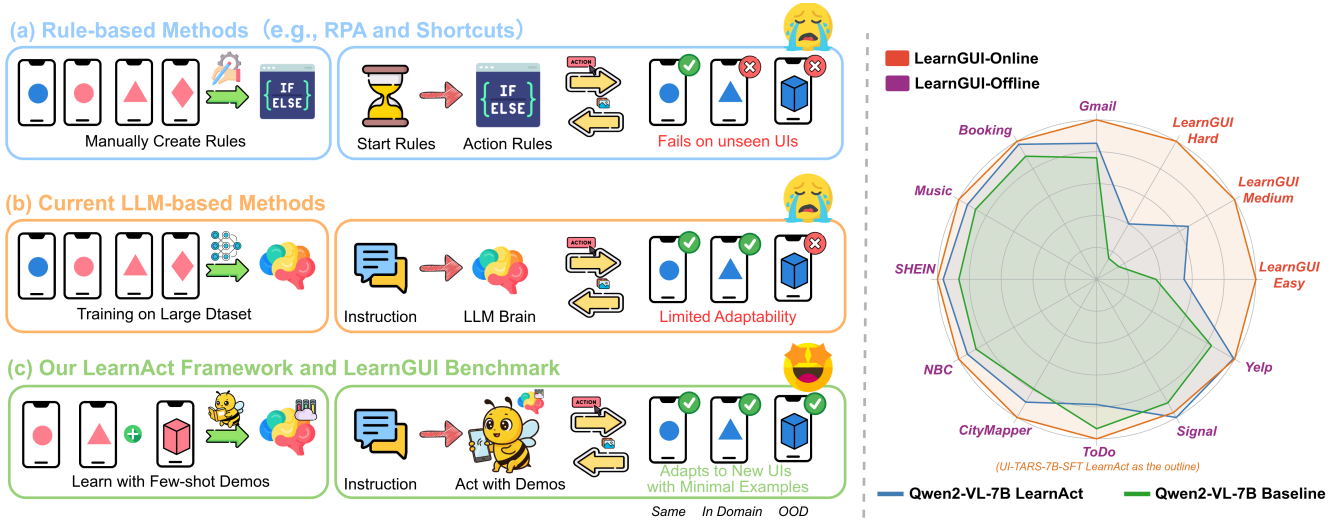 (a) Rule-based Methods（e.g., RPA and Shortcuts）
IF
ELSE
Manually Create Rules
Start Rules
IF
ELSE
Action Rules
ACTION
Fails on unseen UIs
(b) Current LLM-based Methods
Training on Large Dtaset
Instruction
LLM Brain
ACTION
Limited Adaptability
(c) Our LearnAct Framework and LearnGUI Benchmark
Learn with Few-shot Demos
Instruction
Act with Demos
ACTION
Adapts to New UIs
with Minimal Examples
Same
In Domain
OOD
LearnGUI-Online
LearnGUI-Offline
Gmail
LearnGUI
Hard
LearnGUI
Medium
LearnGUI
Easy
Yelp
Signal
ToDo
CityMapper
NBC
SHEIN
Music
Booking
(UI-TARS-7B-SFT LearnAct as the outline)
Qwen2-VL-7B LearnAct
Qwen2-VL-7B Baseline